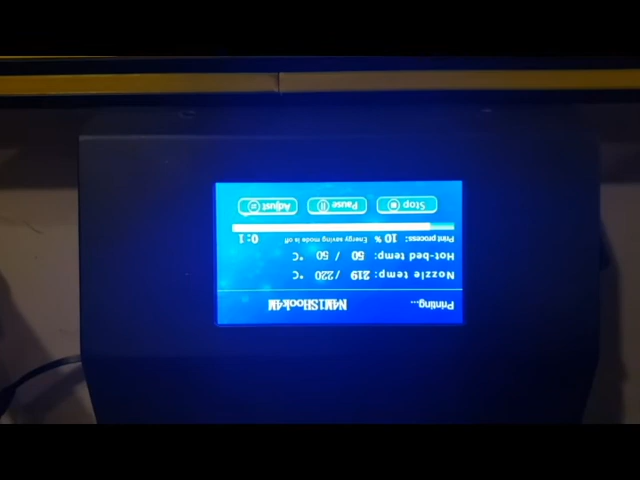 Printing... N4M1SHook4M
Nozzle temp: 219 / 220 °C
Hot-bed temp: 50 / 50 °C
Print process: 10 % Energy saving mode is off 0:1
Stop Pause Adjust